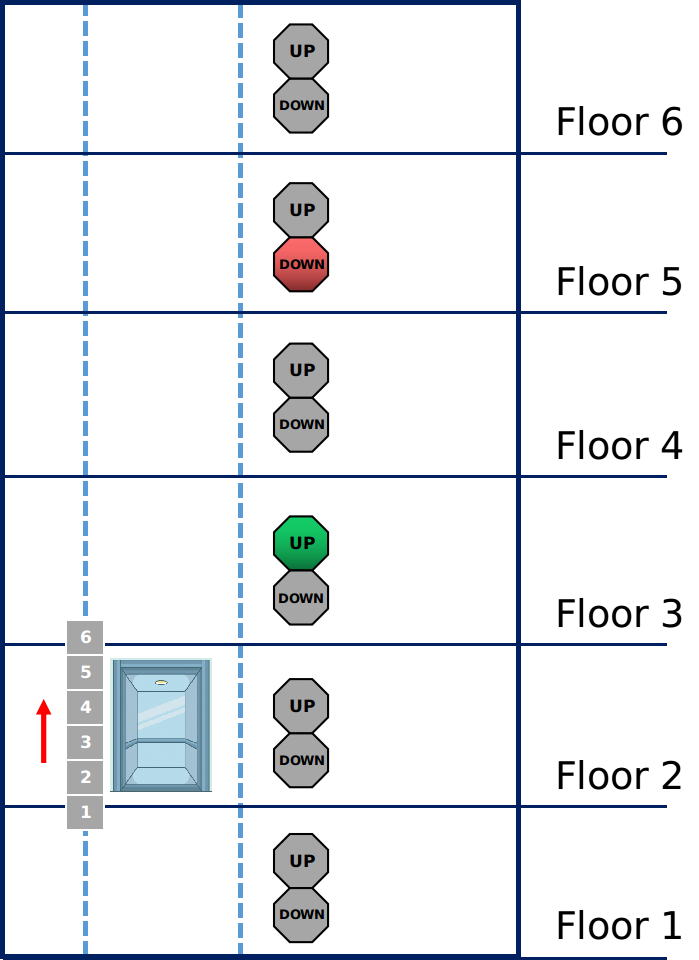 UP
DOWN
Floor 6
UP
DOWN
Floor 5
UP
DOWN
Floor 4
UP
DOWN
Floor 3
6
5
4
3
2
1
UP
DOWN
Floor 2
UP
DOWN
Floor 1